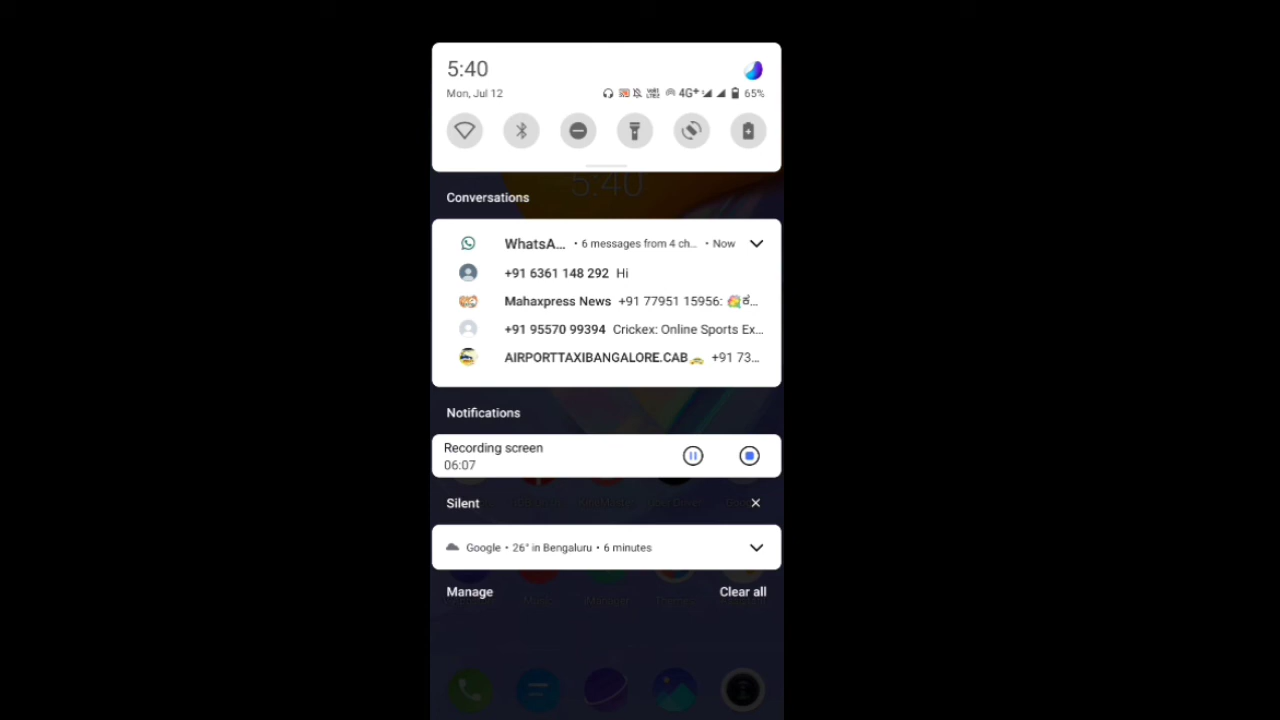 5:40
Mon, Jul 12
4G+ 65%
5:40
Conversations
WhatsA... • 6 messages from 4 ch... • Now
+91 6361 148 292 Hi
Mahaxpress News +91 77951 15956: 💐ಕೆ...
+91 95570 99394 Crickex: Online Sports Ex...
AIRPORTTAXIBANGALORE.CAB🚕 +91 73...
Notifications
Recording screen
06:07
Silent
Google • 26° in Bengaluru • 6 minutes
Manage
Clear all